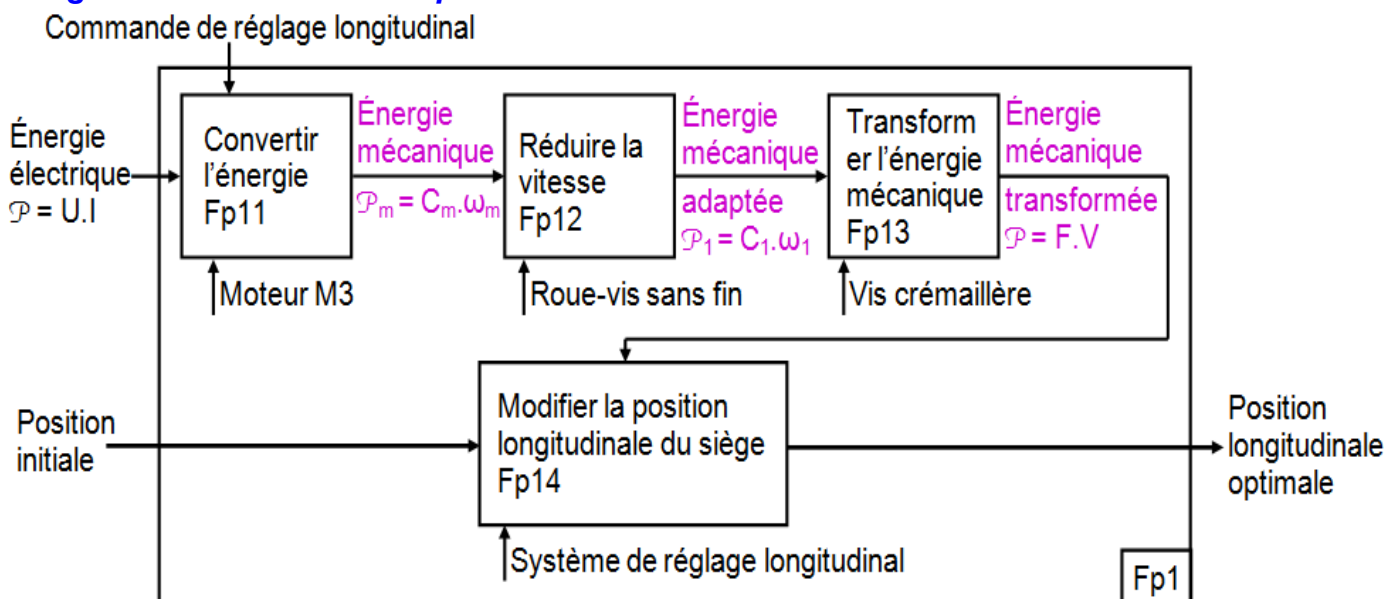 Commande de réglage longitudinal
Énergie
électrique
𝒫 = U.I
Convertir
l'énergie
Fp11
Énergie
mécanique
𝒫m = Cm.ωm
Réduire la
vitesse
Fp12
Énergie
mécanique
adaptée
𝒫1 = C1.ω1
Transform
er l'énergie
mécanique
Fp13
Énergie
mécanique
transformée
𝒫 = F.V
Moteur M3
Roue-vis sans fin
Vis crémaillère
Position
initiale
Modifier la position
longitudinale du siège
Fp14
Position
longitudinale
optimale
Système de réglage longitudinal
Fp1